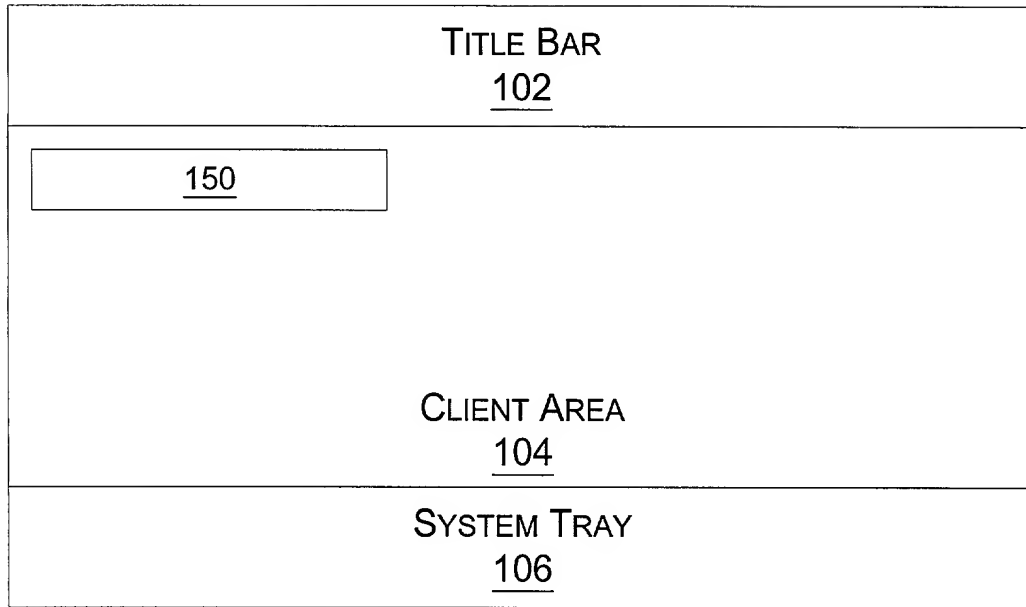 TITLE BAR
102
150
CLIENT AREA
104
SYSTEM TRAY
106